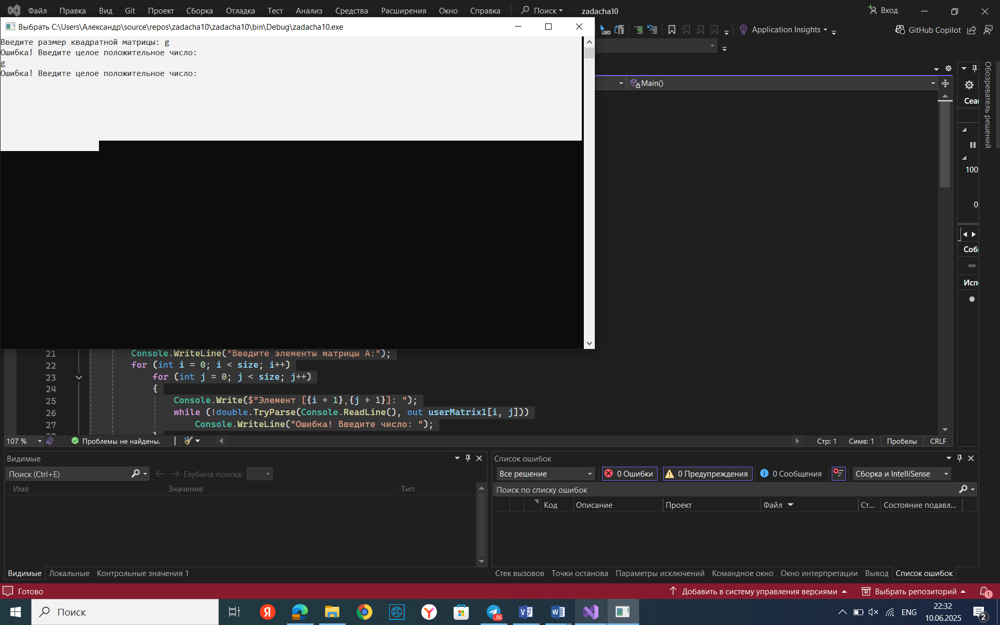 Файл Правка Вид Git Проект Сборка Отладка Тест Анализ Средства Расширения Окно Справка Поиск zadacha10 Вход
Выбрать C:\Users\Александр\source\repos\zadacha10\zadacha10\bin\Debug\zadacha10.exe
Application Insights GitHub Copilot
Введите размер квадратной матрицы: g
Ошибка! Введите целое положительное число:
g
Ошибка! Введите целое положительное число:
Main()
Обозреватель решений
Сеан
100
0
Собы
Испо
21 Console.WriteLine("Введите элементы матрицы A:");
22 for (int i = 0; i < size; i++)
23 for (int j = 0; j < size; j++)
24 {
25 Console.Write($"Элемент [{i + 1},{j + 1}]: ");
26 while (!double.TryParse(Console.ReadLine(), out userMatrix1[i, j]))
27 Console.WriteLine("Ошибка! Введите число: ");
28 }
107 % Проблемы не найдены. Стр: 1 Симв: 1 Пробелы CRLF
Видимые
Поиск (Ctrl+E) Глубина поиска:
Имя Значение Тип
Видимые Локальные Контрольные значения 1
Список ошибок
Все решение 0 Ошибки 0 Предупреждения 0 Сообщения Сборка и IntelliSense
Поиск по списку ошибок
Код Описание Проект Файл Ст... Состояние подавл...
Стек вызовов Точки останова Параметры исключений Командное окно Окно интерпретации Вывод Список ошибок
Готово Добавить в систему управления версиями Выбрать репозиторий 1
Поиск ..86 ENG 22:32
10.06.2025 2